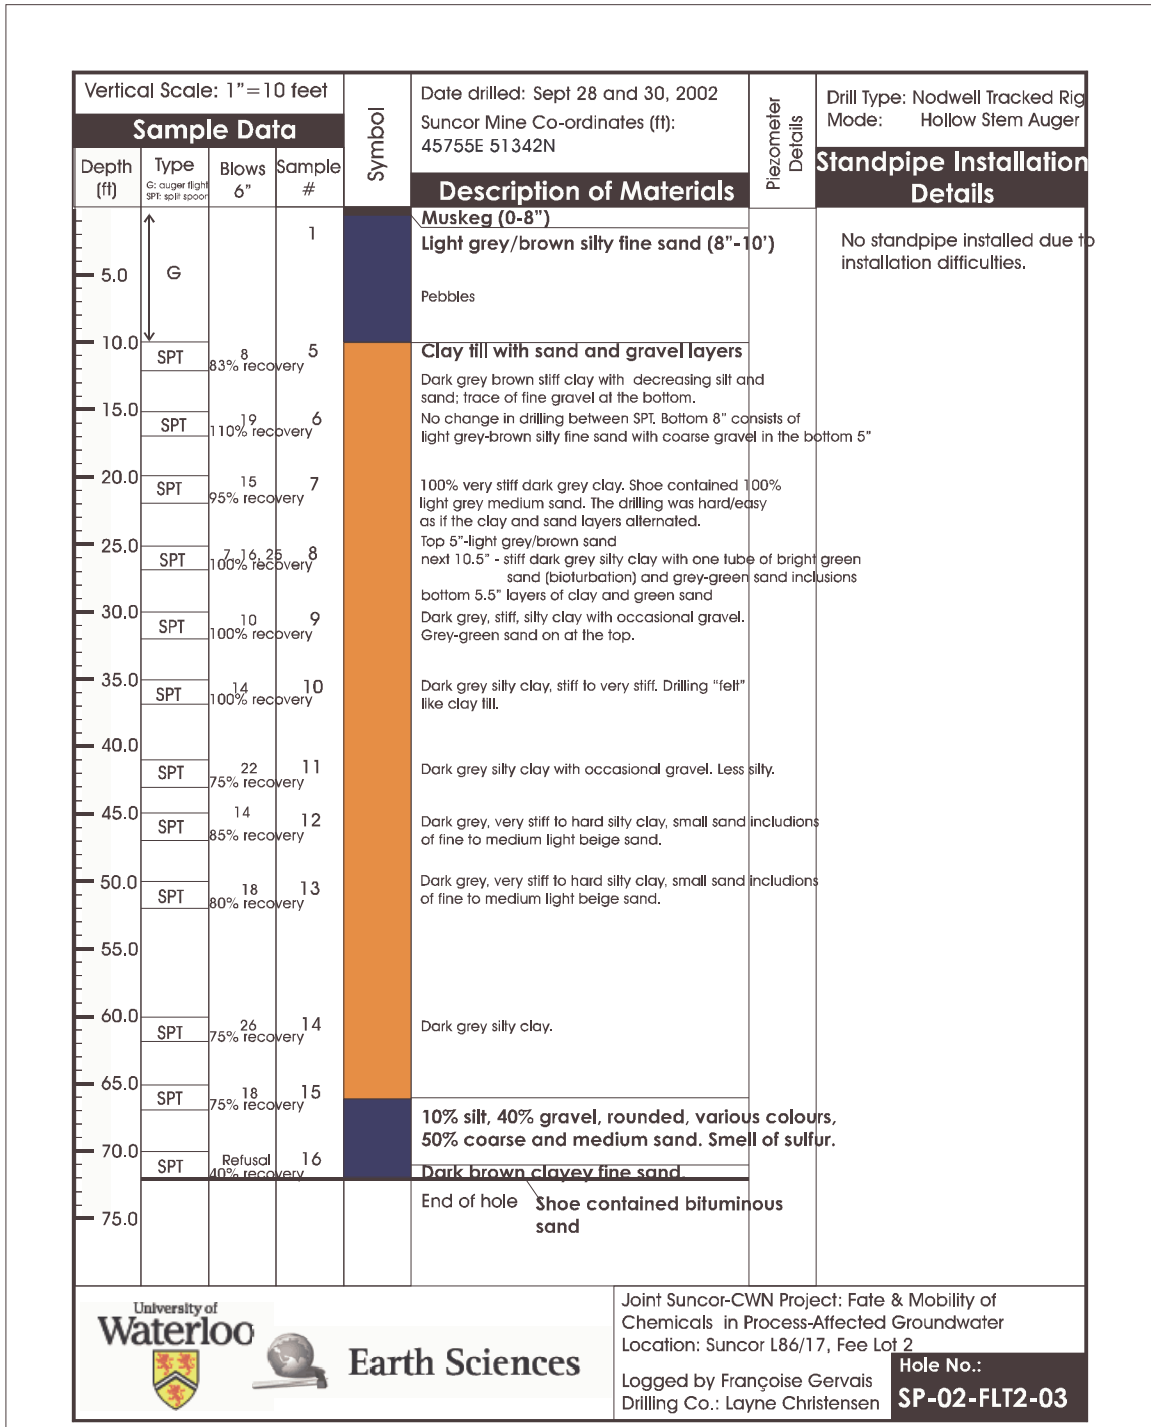 Vertical Scale: 1”=10 feet
Sample Data
Depth
(ft)
Type
G: auger flight
SPT: split spoon
Blows
6”
Sample
#
Symbol
Date drilled: Sept 28 and 30, 2002
Suncor Mine Co-ordinates (ft):
45755E 51342N
Description of Materials
Piezometer
Details
Drill Type: Nodwell Tracked Rig
Mode: Hollow Stem Auger
Standpipe Installation
Details
Muskeg (0-8”)
1
Light grey/brown silty fine sand (8”-10’)
No standpipe installed due to
installation difficulties.
5.0
G
Pebbles
10.0
SPT
8
83% recovery
5
Clay till with sand and gravel layers
Dark grey brown stiff clay with decreasing silt and
sand; trace of fine gravel at the bottom.
15.0
SPT
19
110% recovery
6
No change in drilling between SPT. Bottom 8” consists of
light grey-brown silty fine sand with coarse gravel in the bottom 5”
20.0
SPT
15
95% recovery
7
100% very stiff dark grey clay. Shoe contained 100%
light grey medium sand. The drilling was hard/easy
as if the clay and sand layers alternated.
25.0
SPT
7, 16, 25
100% recovery
8
Top 5”-light grey/brown sand
next 10.5” - stiff dark grey silty clay with one tube of bright green
sand (bioturbation) and grey-green sand inclusions
bottom 5.5” layers of clay and green sand
30.0
SPT
10
100% recovery
9
Dark grey, stiff, silty clay with occasional gravel.
Grey-green sand on at the top.
35.0
SPT
14
100% recovery
10
Dark grey silty clay, stiff to very stiff. Drilling “felt”
like clay till.
40.0
SPT
22
75% recovery
11
Dark grey silty clay with occasional gravel. Less silty.
45.0
SPT
14
85% recovery
12
Dark grey, very stiff to hard silty clay, small sand includions
of fine to medium light beige sand.
50.0
SPT
18
80% recovery
13
Dark grey, very stiff to hard silty clay, small sand includions
of fine to medium light beige sand.
55.0
60.0
SPT
26
75% recovery
14
Dark grey silty clay.
65.0
SPT
18
75% recovery
15
10% silt, 40% gravel, rounded, various colours,
50% coarse and medium sand. Smell of sulfur.
70.0
SPT
Refusal
40% recovery
16
Dark brown clayey fine sand.
End of hole
Shoe contained bituminous
sand
75.0
University of
Waterloo
Earth Sciences
Joint Suncor-CWN Project: Fate & Mobility of
Chemicals in Process-Affected Groundwater
Location: Suncor L86/17, Fee Lot 2
Logged by Françoise Gervais
Drilling Co.: Layne Christensen
Hole No.:
SP-02-FLT2-03